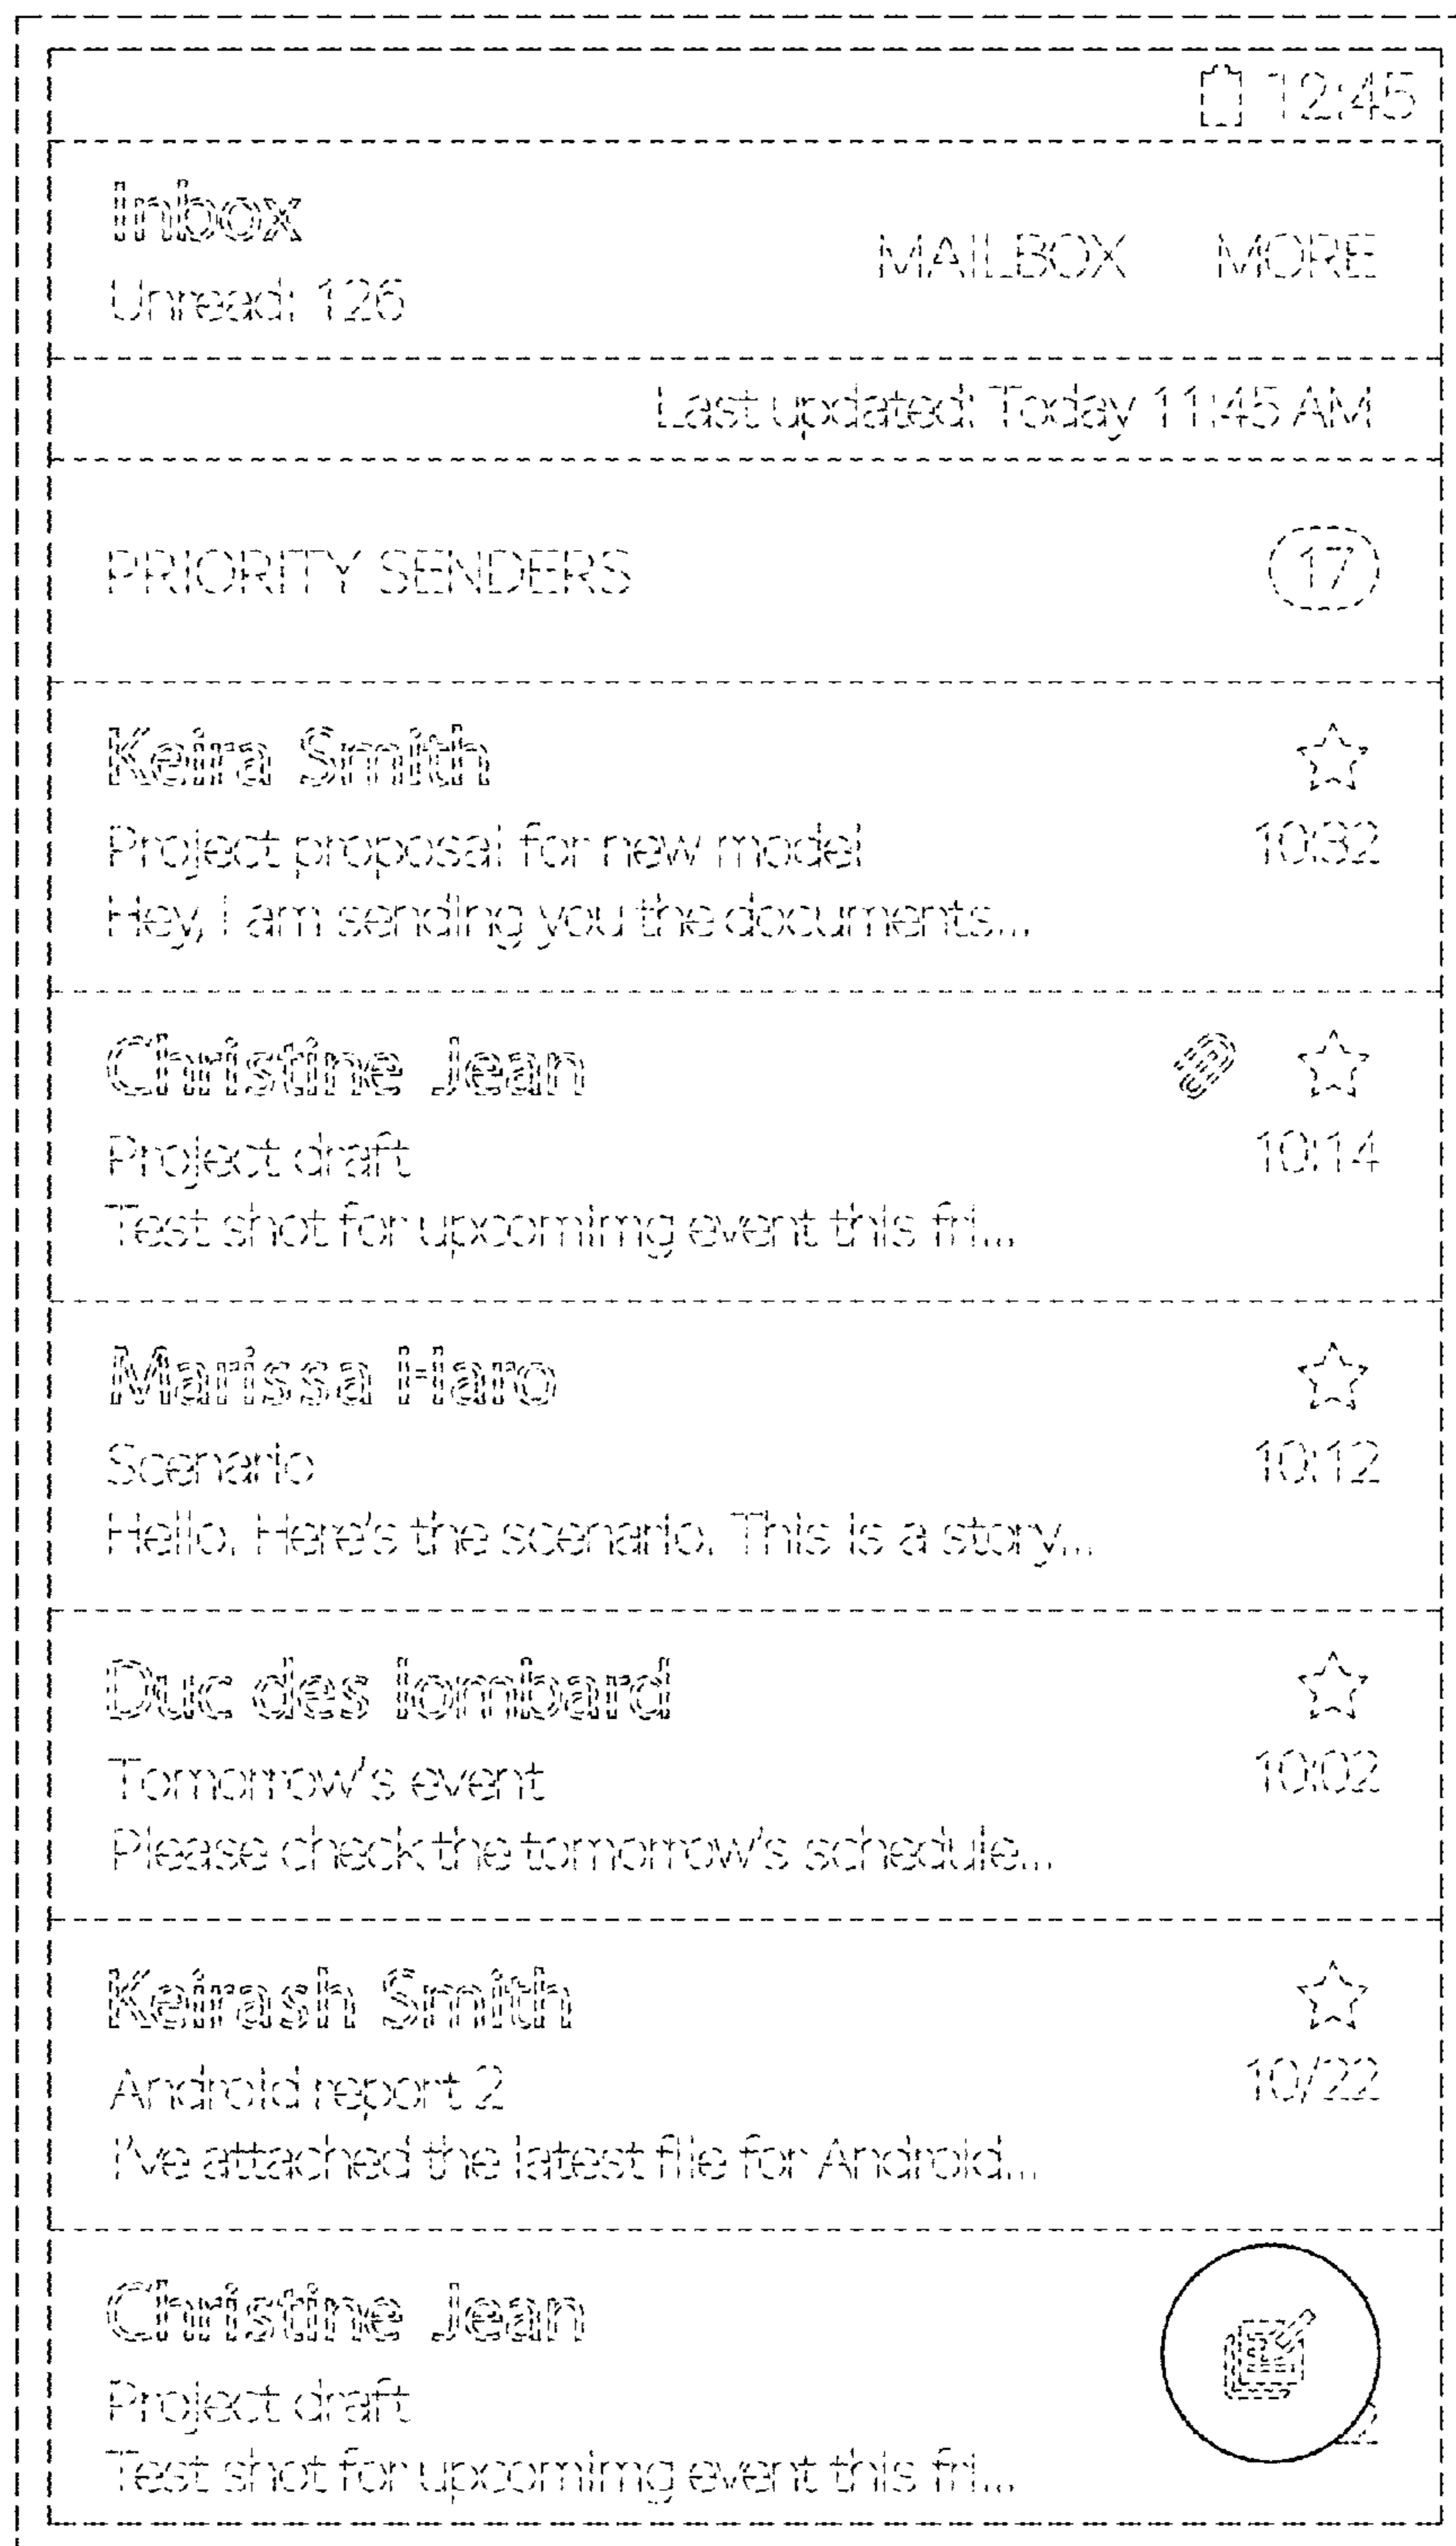 12:45
Inbox
MAILBOX MORE
Unread: 126
Last updated: Today 11:45 AM
PRIORITY SENDERS 17
Keira Smith
Project proposal for new model 10:32
Hey, I am sending you the documents...
Christine Jean
Project draft 10:14
Test shot for upcomimg event this fri...
Marissa Haro
Scenario 10:12
Hello. Here's the scenario. This is a story...
Duc des lombard
Tomorrow's event 10:02
Please check the tomorrow's schedule...
Keirash Smith
Android report 2 10/22
I've attached the latest file for Android...
Christine Jean
Project draft
Test shot for upcomimg event this fri...